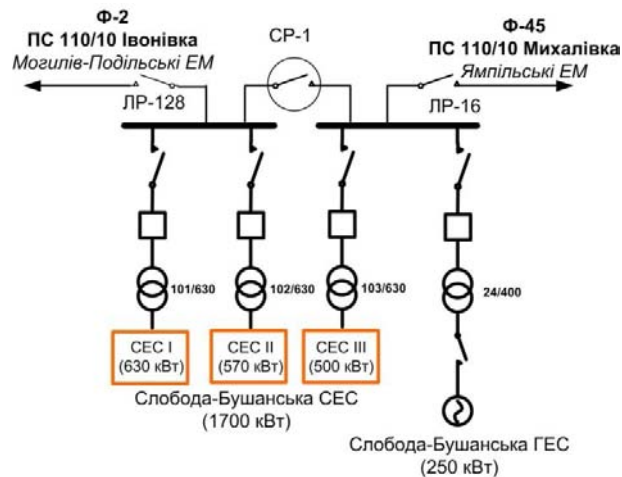 Ф-2
ПС 110/10 Івонівка
Могилів-Подільські ЕМ
СР-1
Ф-45
ПС 110/10 Михалівка
Ямпільські ЕМ
ЛР-128
ЛР-16
101/630
102/630
103/630
24/400
СЕС I
(630 кВт)
СЕС II
(570 кВт)
СЕС III
(500 кВт)
Слобода-Бушанська СЕС
(1700 кВт)
Слобода-Бушанська ГЕС
(250 кВт)